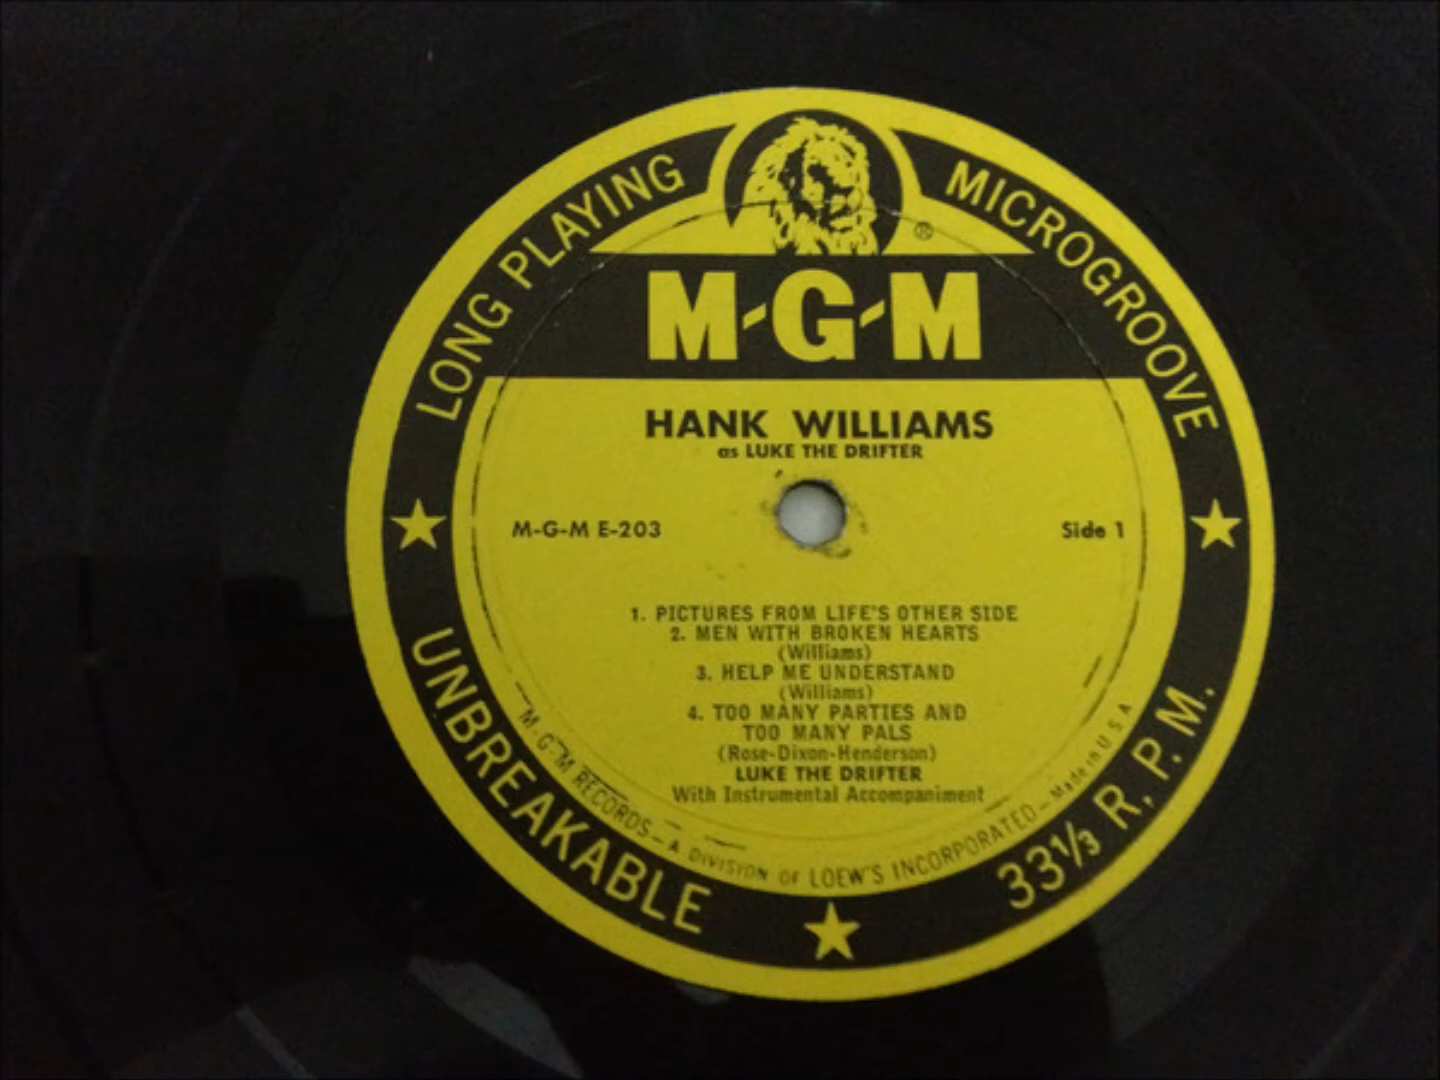 LONG PLAYING
MICROGROOVE
®
M-G-M
HANK WILLIAMS
as LUKE THE DRIFTER
M-G-M E-203
Side 1
1. PICTURES FROM LIFE'S OTHER SIDE
2. MEN WITH BROKEN HEARTS
(Williams)
3. HELP ME UNDERSTAND
(Williams)
4. TOO MANY PARTIES AND
TOO MANY PALS
(Rose-Dixon-Henderson)
LUKE THE DRIFTER
With Instrumental Accompaniment
M-G-M RECORDS — A DIVISION OF LOEW'S INCORPORATED — Made in U S A
UNBREAKABLE
33⅓ R. P. M.